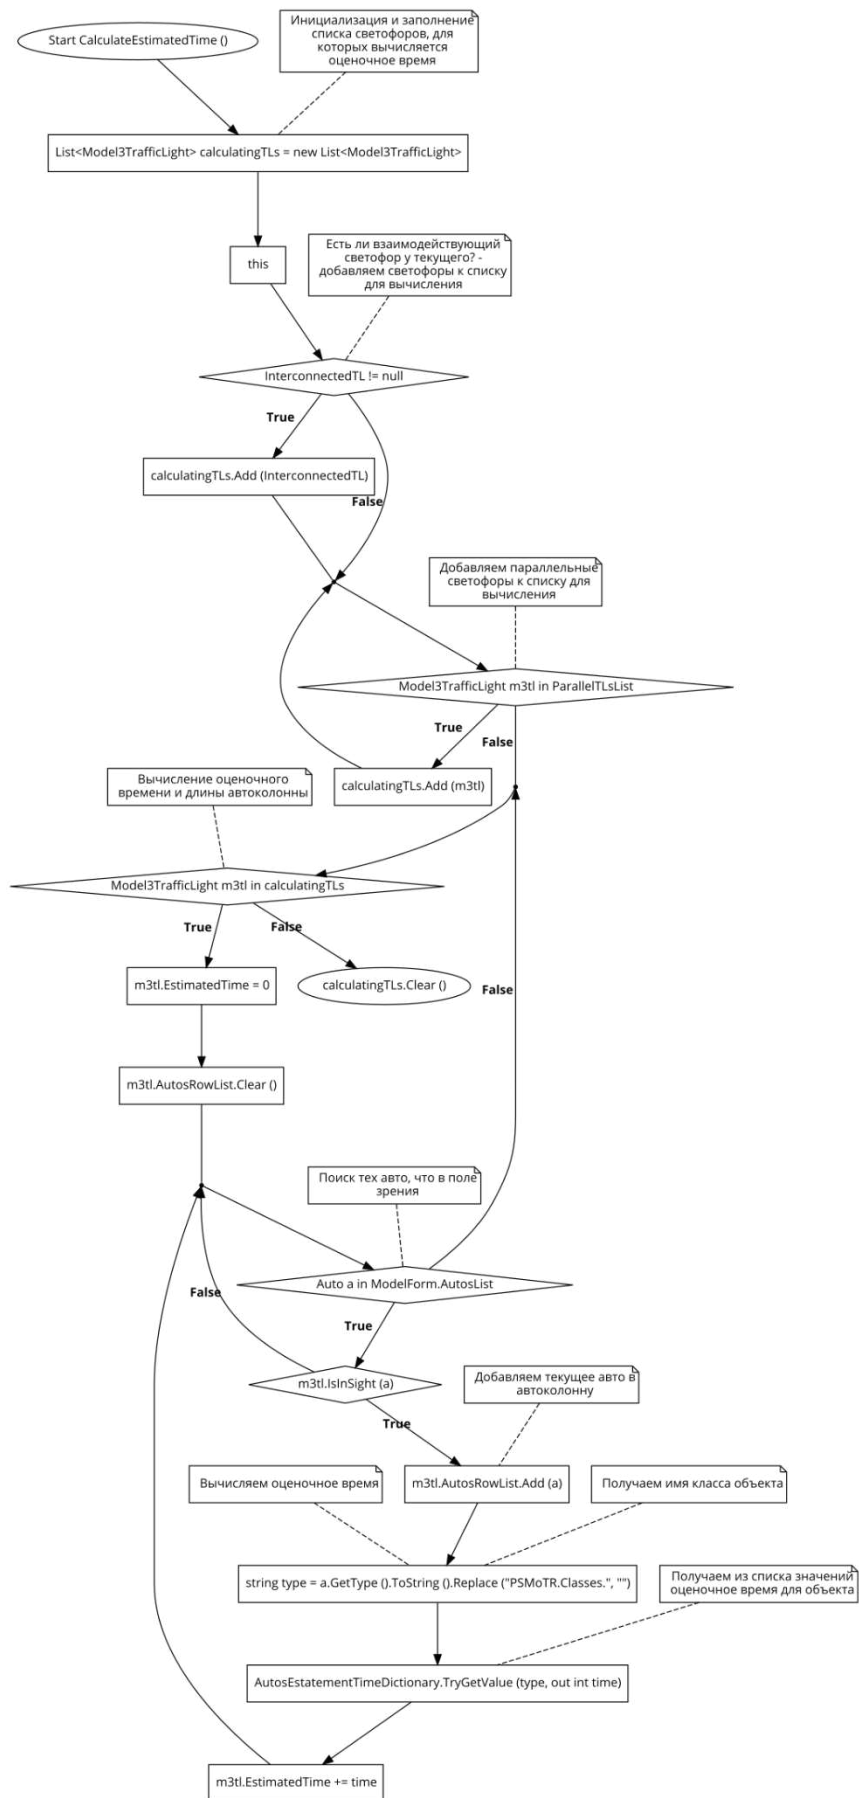 Start CalculateEstimatedTime ()
Инициализация и заполнение
списка светофоров, для
которых вычисляется
оценочное время
List<Model3TrafficLight> calculatingTLs = new List<Model3TrafficLight>
this
Есть ли взаимодействующий
светофор у текущего? -
добавляем светофоры к списку
для вычисления
InterconnectedTL != null
True
calculatingTLs.Add (InterconnectedTL)
False
Добавляем параллельные
светофоры к списку для
вычисления
Model3TrafficLight m3tl in ParallelTLsList
True
False
calculatingTLs.Add (m3tl)
Вычисление оценочного
времени и длины автоколонны
Model3TrafficLight m3tl in calculatingTLs
True
False
m3tl.EstimatedTime = 0
calculatingTLs.Clear ()
False
m3tl.AutosRowList.Clear ()
Поиск тех авто, что в поле
зрения
Auto a in ModelForm.AutosList
False
True
m3tl.IsInSight (a)
Добавляем текущее авто в
автоколонну
True
Вычисляем оценочное время
m3tl.AutosRowList.Add (a)
Получаем имя класса объекта
string type = a.GetType ().ToString ().Replace ("PSMoTR.Classes.", "")
Получаем из списка значений
оценочное время для объекта
AutosEstatementTimeDictionary.TryGetValue (type, out int time)
m3tl.EstimatedTime += time